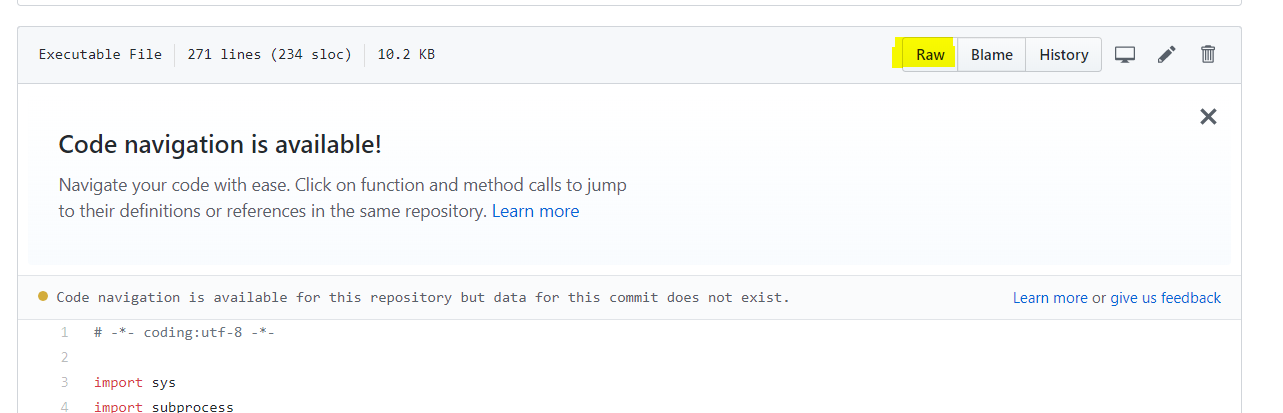 Executable File 271 lines (234 sloc) 10.2 KB Raw Blame History
Code navigation is available!
Navigate your code with ease. Click on function and method calls to jump
to their definitions or references in the same repository. Learn more
Code navigation is available for this repository but data for this commit does not exist. Learn more or give us feedback
1 # -*- coding:utf-8 -*-
2
3 import sys
4 import subprocess